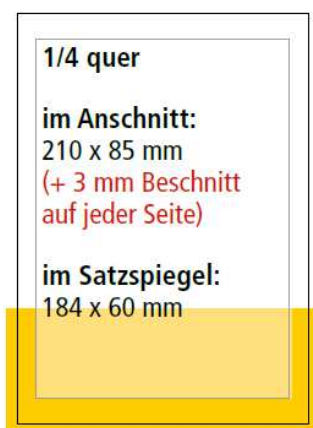 1/4 quer
im Anschnitt:
210 x 85 mm
(+ 3 mm Beschnitt
auf jeder Seite)
im Satzspiegel:
184 x 60 mm